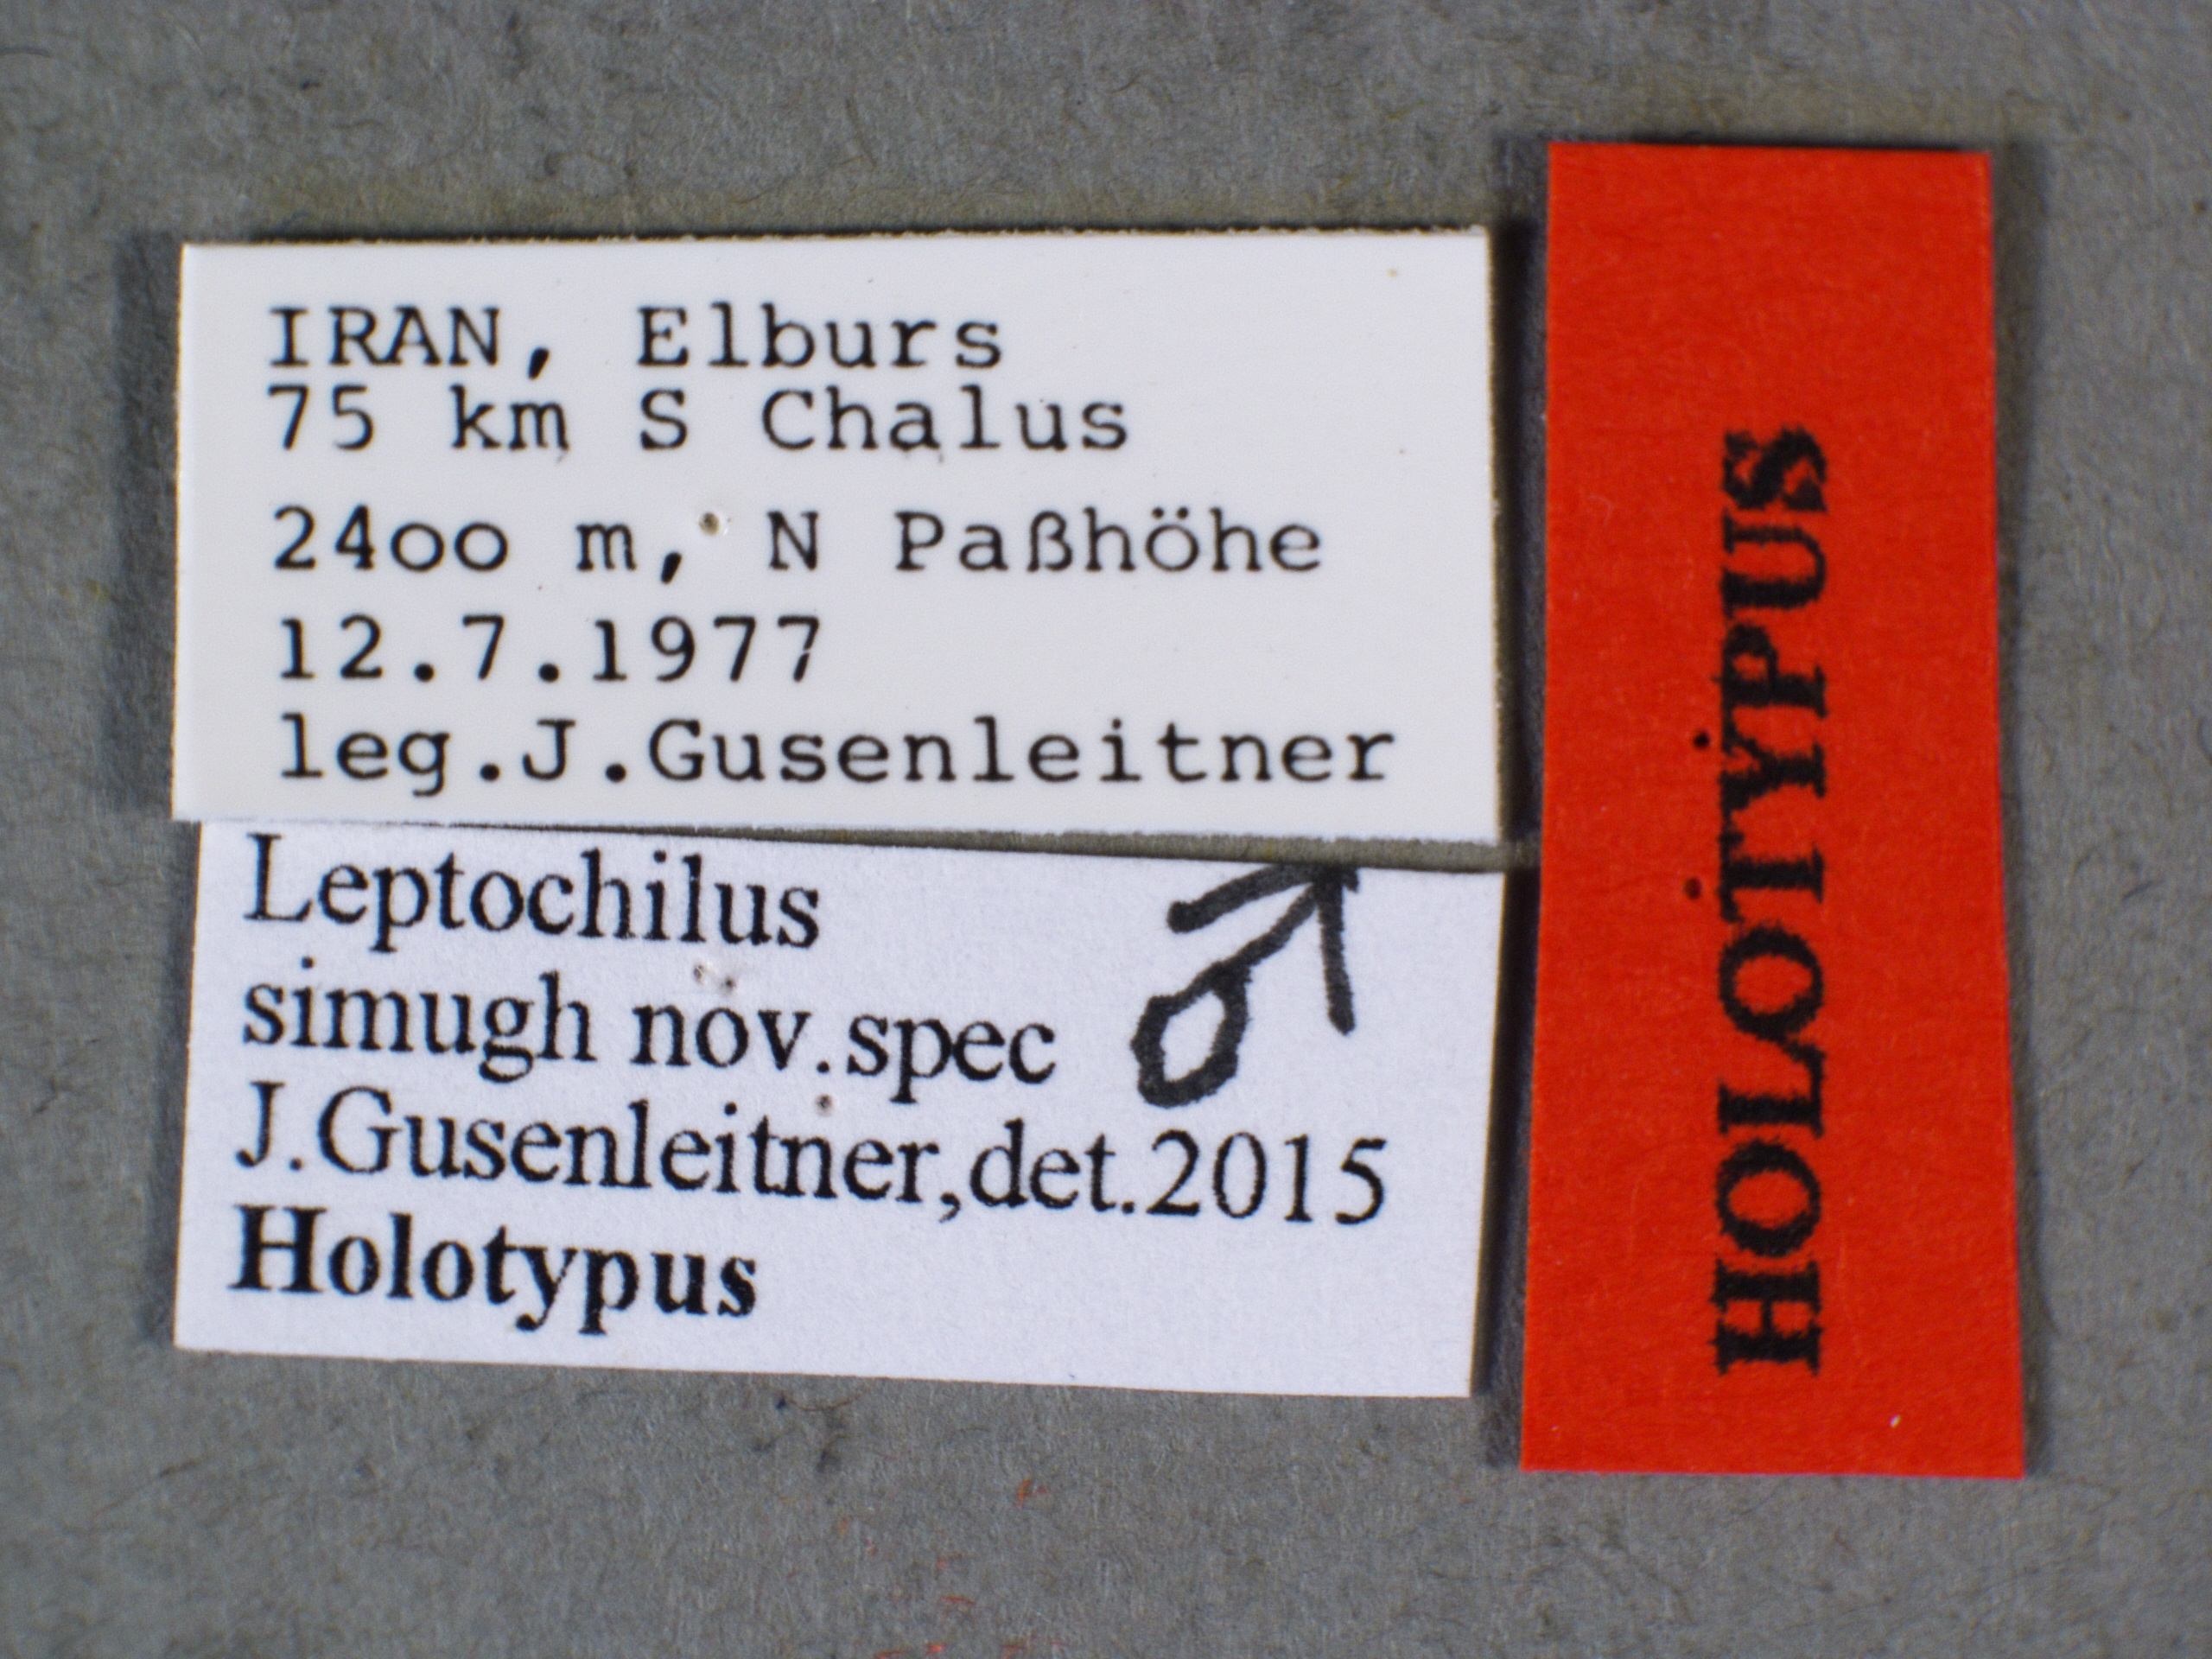 IRAN, Elburs
75 km S Chalus
24oo m, N Paßhöhe
12.7.1977
leg.J.Gusenleitner
Leptochilus ♂
simugh nov.spec
J.Gusenleitner,det.2015
Holotypus
HOLOTYPUS